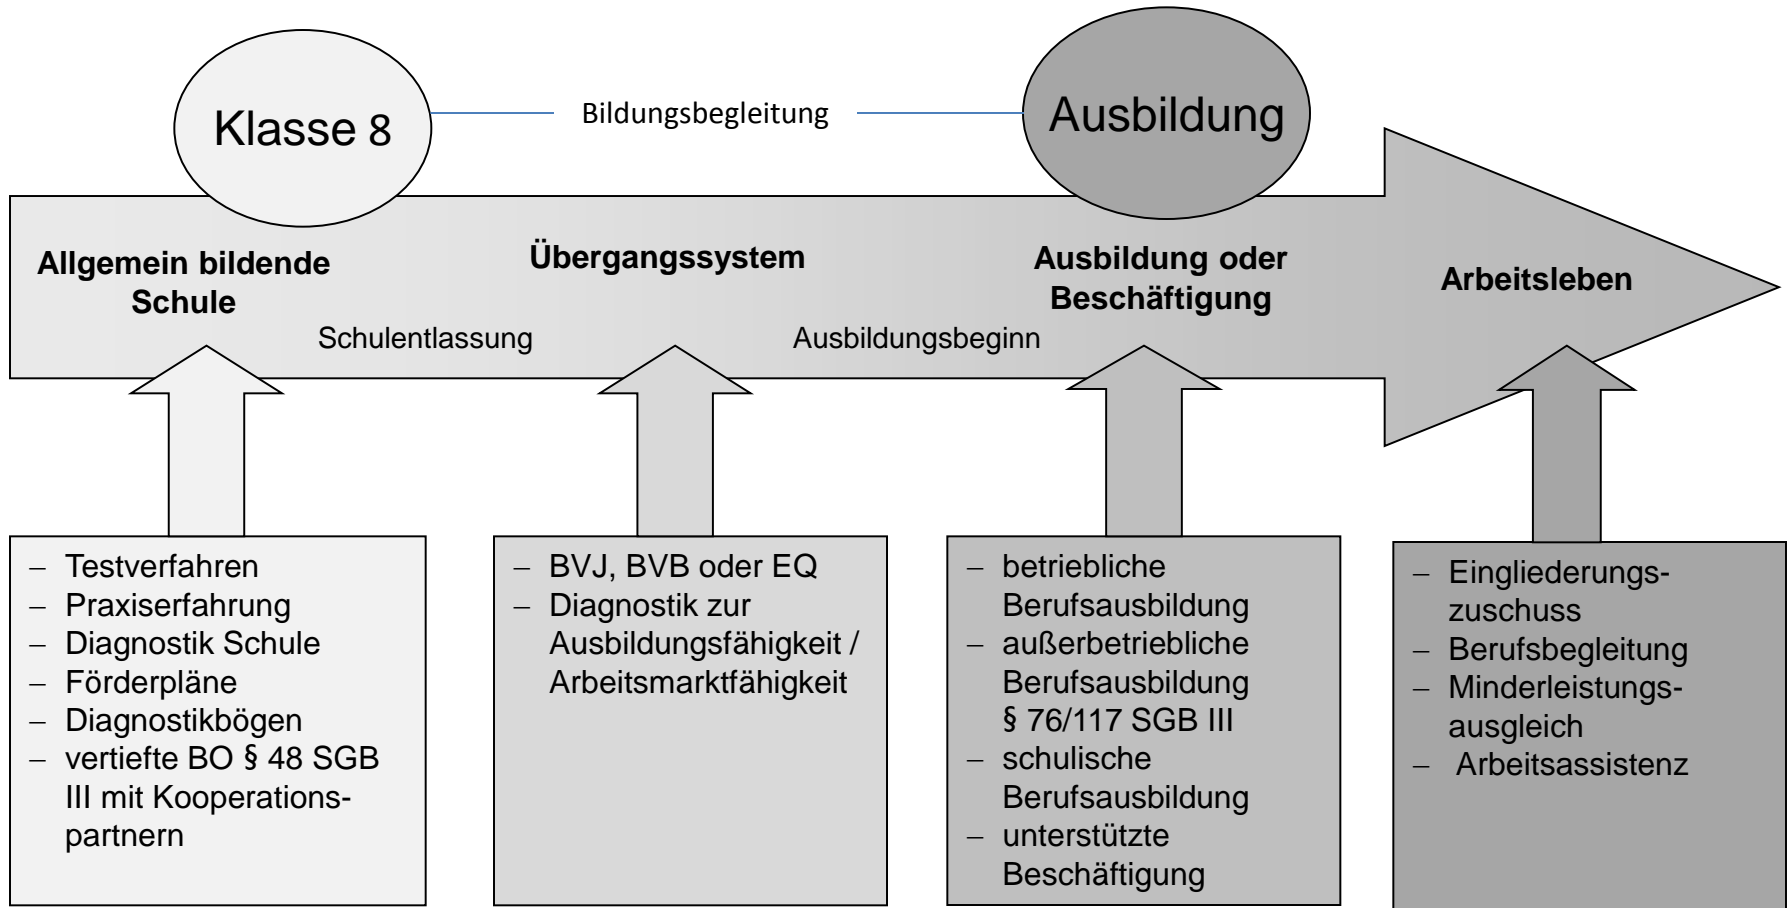 Klasse 8
Bildungsbegleitung
Ausbildung
Allgemein bildende
Schule
Übergangssystem
Ausbildung oder
Beschäftigung
Arbeitsleben
Schulentlassung
Ausbildungsbeginn
– Testverfahren
– Praxiserfahrung
– Diagnostik Schule
– Förderpläne
– Diagnostikbögen
– vertiefte BO § 48 SGB
III mit Kooperations-
partnern
– BVJ, BVB oder EQ
– Diagnostik zur
Ausbildungsfähigkeit /
Arbeitsmarktfähigkeit
– betriebliche
Berufsausbildung
– außerbetriebliche
Berufsausbildung
§ 76/117 SGB III
– schulische
Berufsausbildung
– unterstützte
Beschäftigung
– Eingliederungs-
zuschuss
– Berufsbegleitung
– Minderleistungs-
ausgleich
– Arbeitsassistenz